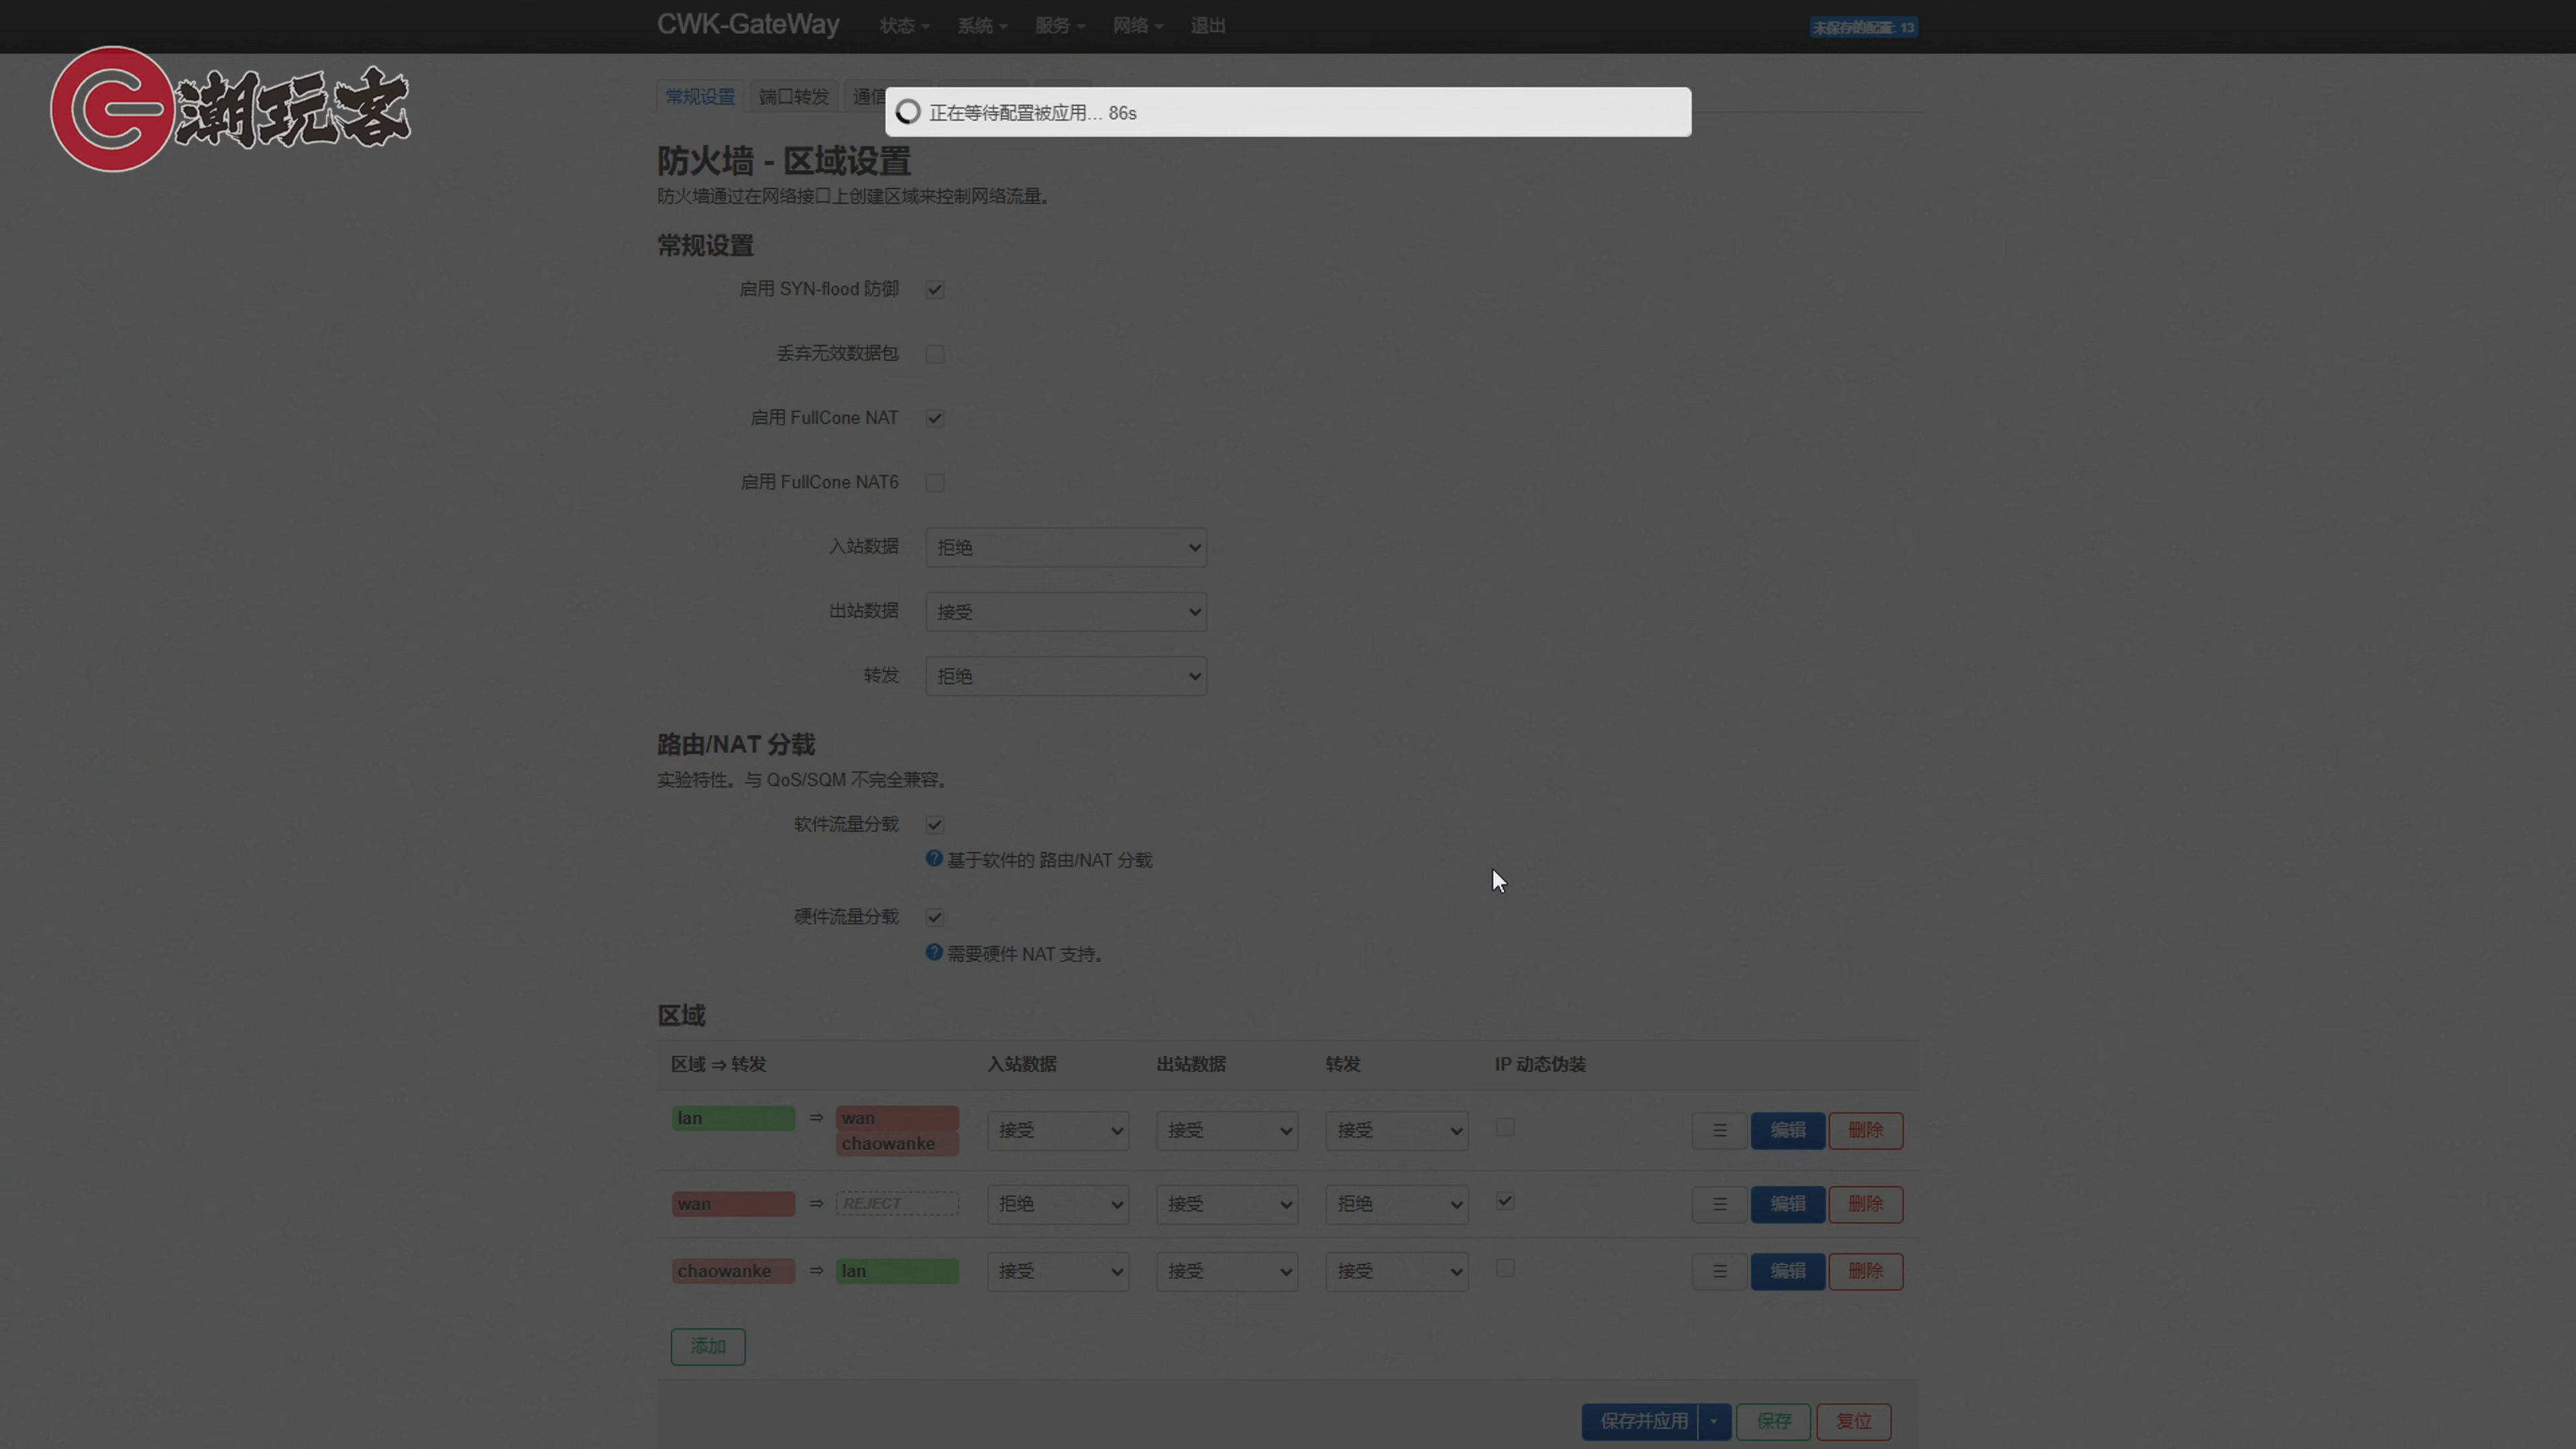 CWK-GateWay 状态 系统 服务 网络 退出 未保存的配置: 13
潮玩客
常规设置 端口转发 通信
正在等待配置被应用… 86s
防火墙 - 区域设置
防火墙通过在网络接口上创建区域来控制网络流量。
常规设置
启用 SYN-flood 防御
丢弃无效数据包
启用 FullCone NAT
启用 FullCone NAT6
入站数据 拒绝
出站数据 接受
转发 拒绝
路由/NAT 分载
实验特性。与 QoS/SQM 不完全兼容。
软件流量分载
基于软件的 路由/NAT 分载
硬件流量分载
需要硬件 NAT 支持。
区域
区域 ⇒ 转发 入站数据 出站数据 转发 IP 动态伪装
lan ⇒ wan 接受 接受 接受 ☰ 编辑 删除
chaowanke
wan ⇒ REJECT 拒绝 接受 拒绝 ☰ 编辑 删除
chaowanke ⇒ lan 接受 接受 接受 ☰ 编辑 删除
添加
保存并应用 保存 复位